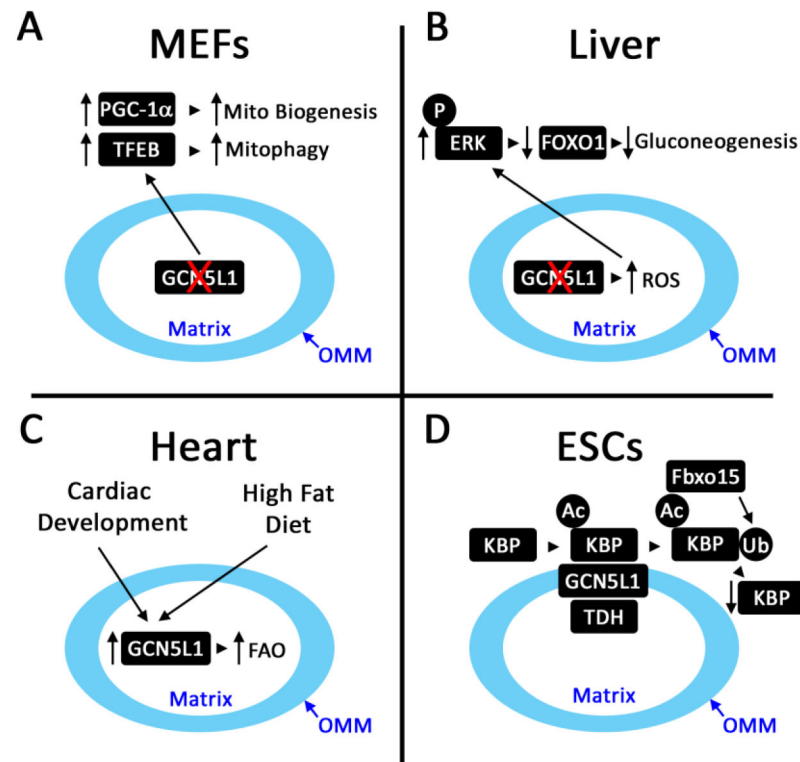 A
MEFs
PGC-1α
Mito Biogenesis
TFEB
Mitophagy
GCN5L1
Matrix
OMM
B
Liver
P
ERK
FOXO1
Gluconeogenesis
GCN5L1
ROS
Matrix
OMM
C
Heart
Cardiac
Development
High Fat
Diet
GCN5L1
FAO
Matrix
OMM
D
ESCs
Fbxo15
Ac
Ac
KBP
KBP
KBP
Ub
GCN5L1
KBP
TDH
Matrix
OMM